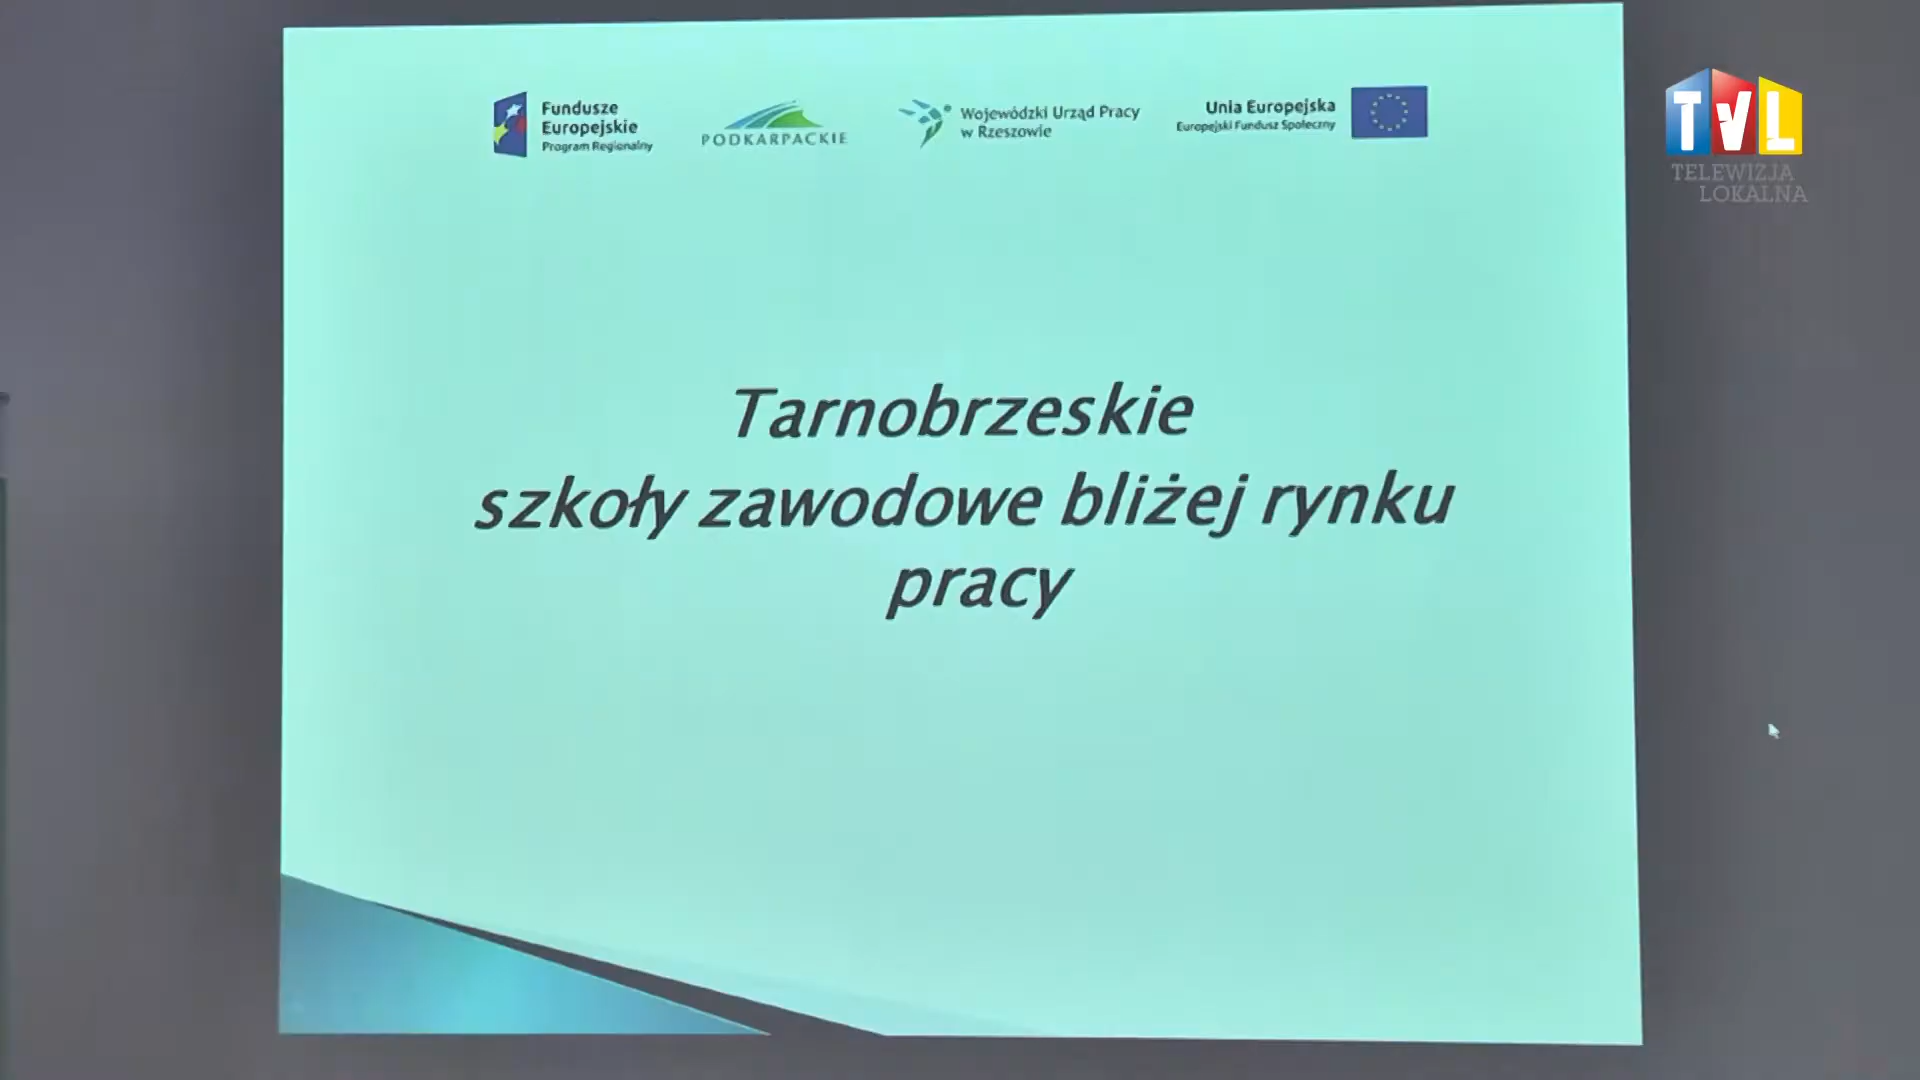 Fundusze
Europejskie
Program Regionalny
PODKARPACKIE
Wojewódzki Urząd Pracy
w Rzeszowie
Unia Europejska
Europejski Fundusz Społeczny
TVL
TELEWIZJA
LOKALNA
Tarnobrzeskie
szkoły zawodowe bliżej rynku
pracy